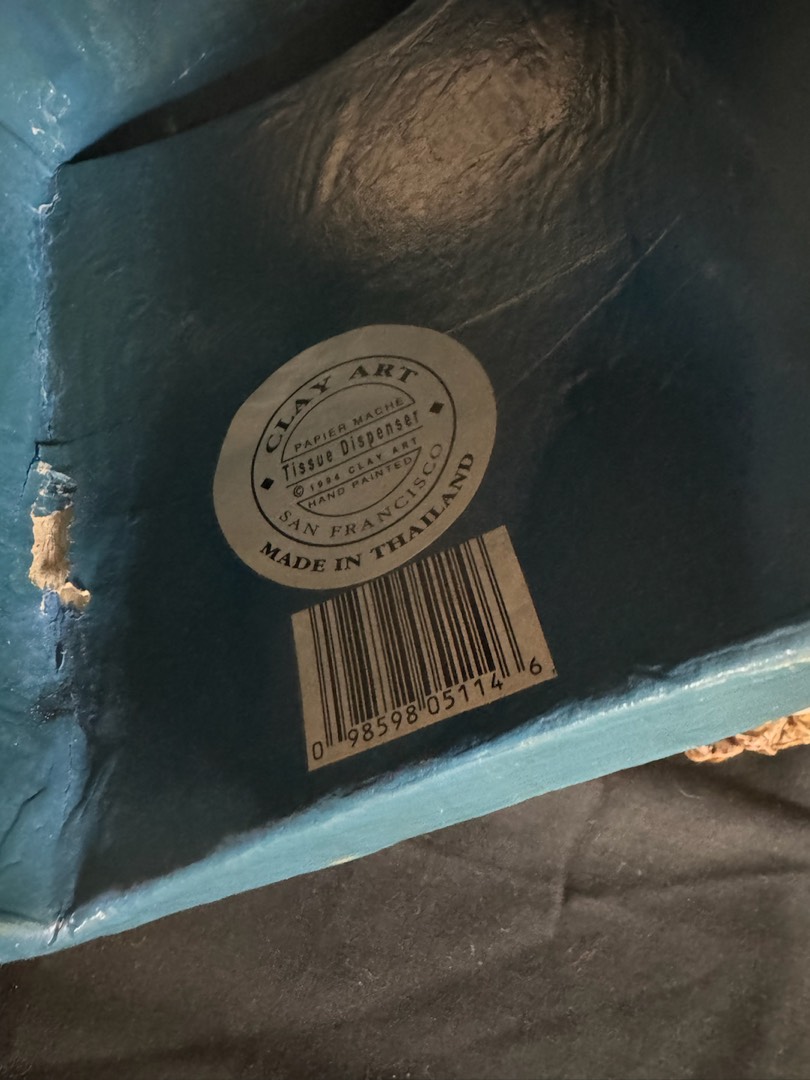 CLAY ART
PAPIER MACHE
Tissue Dispenser
© 1994 CLAY ART
HAND PAINTED
SAN FRANCISCO
MADE IN THAILAND
0 98598 05114 6